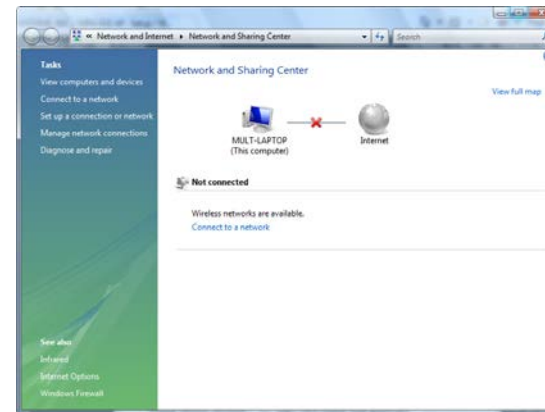 « Network and Internet ▸ Network and Sharing Center
Search
Tasks
View computers and devices
Connect to a network
Set up a connection or network
Manage network connections
Diagnose and repair
Network and Sharing Center
View full map
MULT-LAPTOP
(This computer)
Internet
Not connected
Wireless networks are available.
Connect to a network
See also
Infrared
Internet Options
Windows Firewall